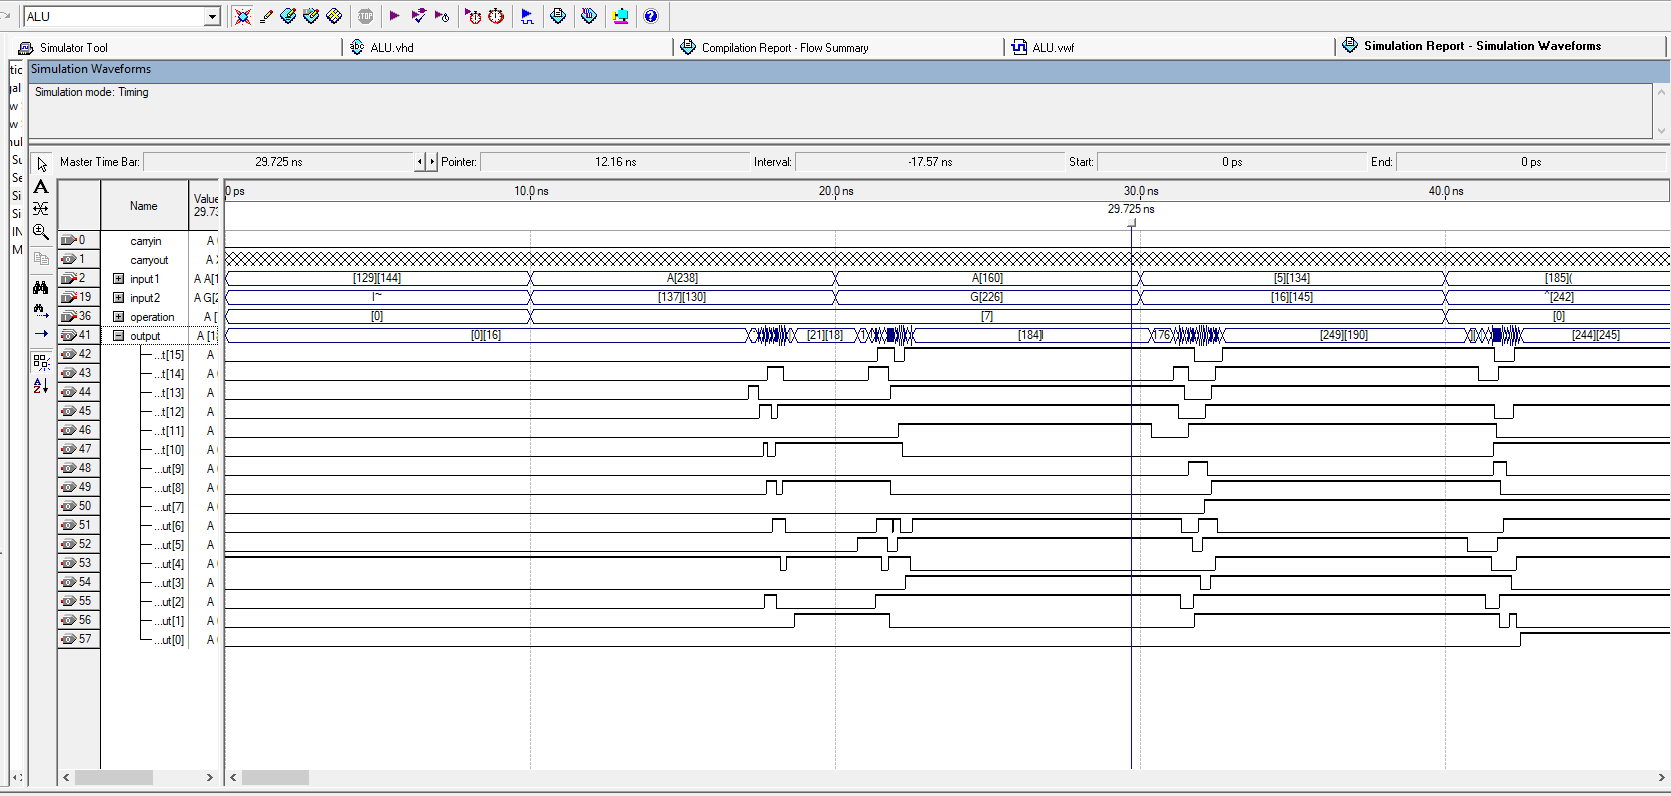 ALU
STOP
Simulator Tool
abc
ALU.vhd
Compilation Report - Flow Summary
ALU.vwf
Simulation Report - Simulation Waveforms
Simulation Waveforms
Simulation mode: Timing
Master Time Bar: 29.725 ns Pointer: 12.16 ns Interval: -17.57 ns Start: 0 ps End: 0 ps
Name
Value
29.7
0 ps 10.0 ns 20.0 ns 30.0 ns 40.0 ns
29.725 ns
0 carryin A
1 carryout A
2 input1 A A[1 [129][144] A[238] A[160] [5][134] [185](
19 input2 A G[2 I~ [137][130] G[226] [16][145] ^[242]
36 operation A [ [0] [7] [0]
41 output A [1 [0][16] [21][18] [184]I 176 [249][190] [244][245]
42 ...t[15] A
43 ...t[14] A
44 ...t[13] A
45 ...t[12] A
46 ...t[11] A
47 ...t[10] A
48 ...ut[9] A
49 ...ut[8] A
50 ...ut[7] A
51 ...ut[6] A
52 ...ut[5] A
53 ...ut[4] A
54 ...ut[3] A
55 ...ut[2] A
56 ...ut[1] A
57 ...ut[0] A